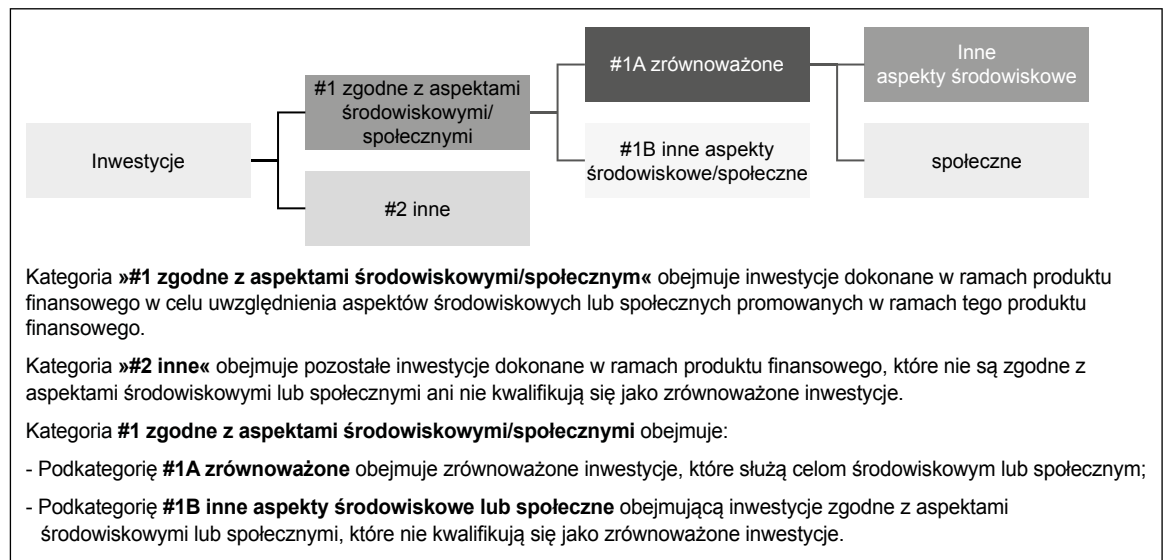 Inwestycje
#1 zgodne z aspektami
środowiskowymi/
społecznymi
#2 inne
#1A zrównoważone
#1B inne aspekty
środowiskowe/społeczne
Inne
aspekty środowiskowe
społeczne
Kategoria »#1 zgodne z aspektami środowiskowymi/społecznym« obejmuje inwestycje dokonane w ramach produktu
finansowego w celu uwzględnienia aspektów środowiskowych lub społecznych promowanych w ramach tego produktu
finansowego.
Kategoria »#2 inne« obejmuje pozostałe inwestycje dokonane w ramach produktu finansowego, które nie są zgodne z
aspektami środowiskowymi lub społecznymi ani nie kwalifikują się jako zrównoważone inwestycje.
Kategoria #1 zgodne z aspektami środowiskowymi/społecznymi obejmuje:
- Podkategorię #1A zrównoważone obejmuje zrównoważone inwestycje, które służą celom środowiskowym lub społecznym;
- Podkategorię #1B inne aspekty środowiskowe lub społeczne obejmującą inwestycje zgodne z aspektami
środowiskowymi lub społecznymi, które nie kwalifikują się jako zrównoważone inwestycje.